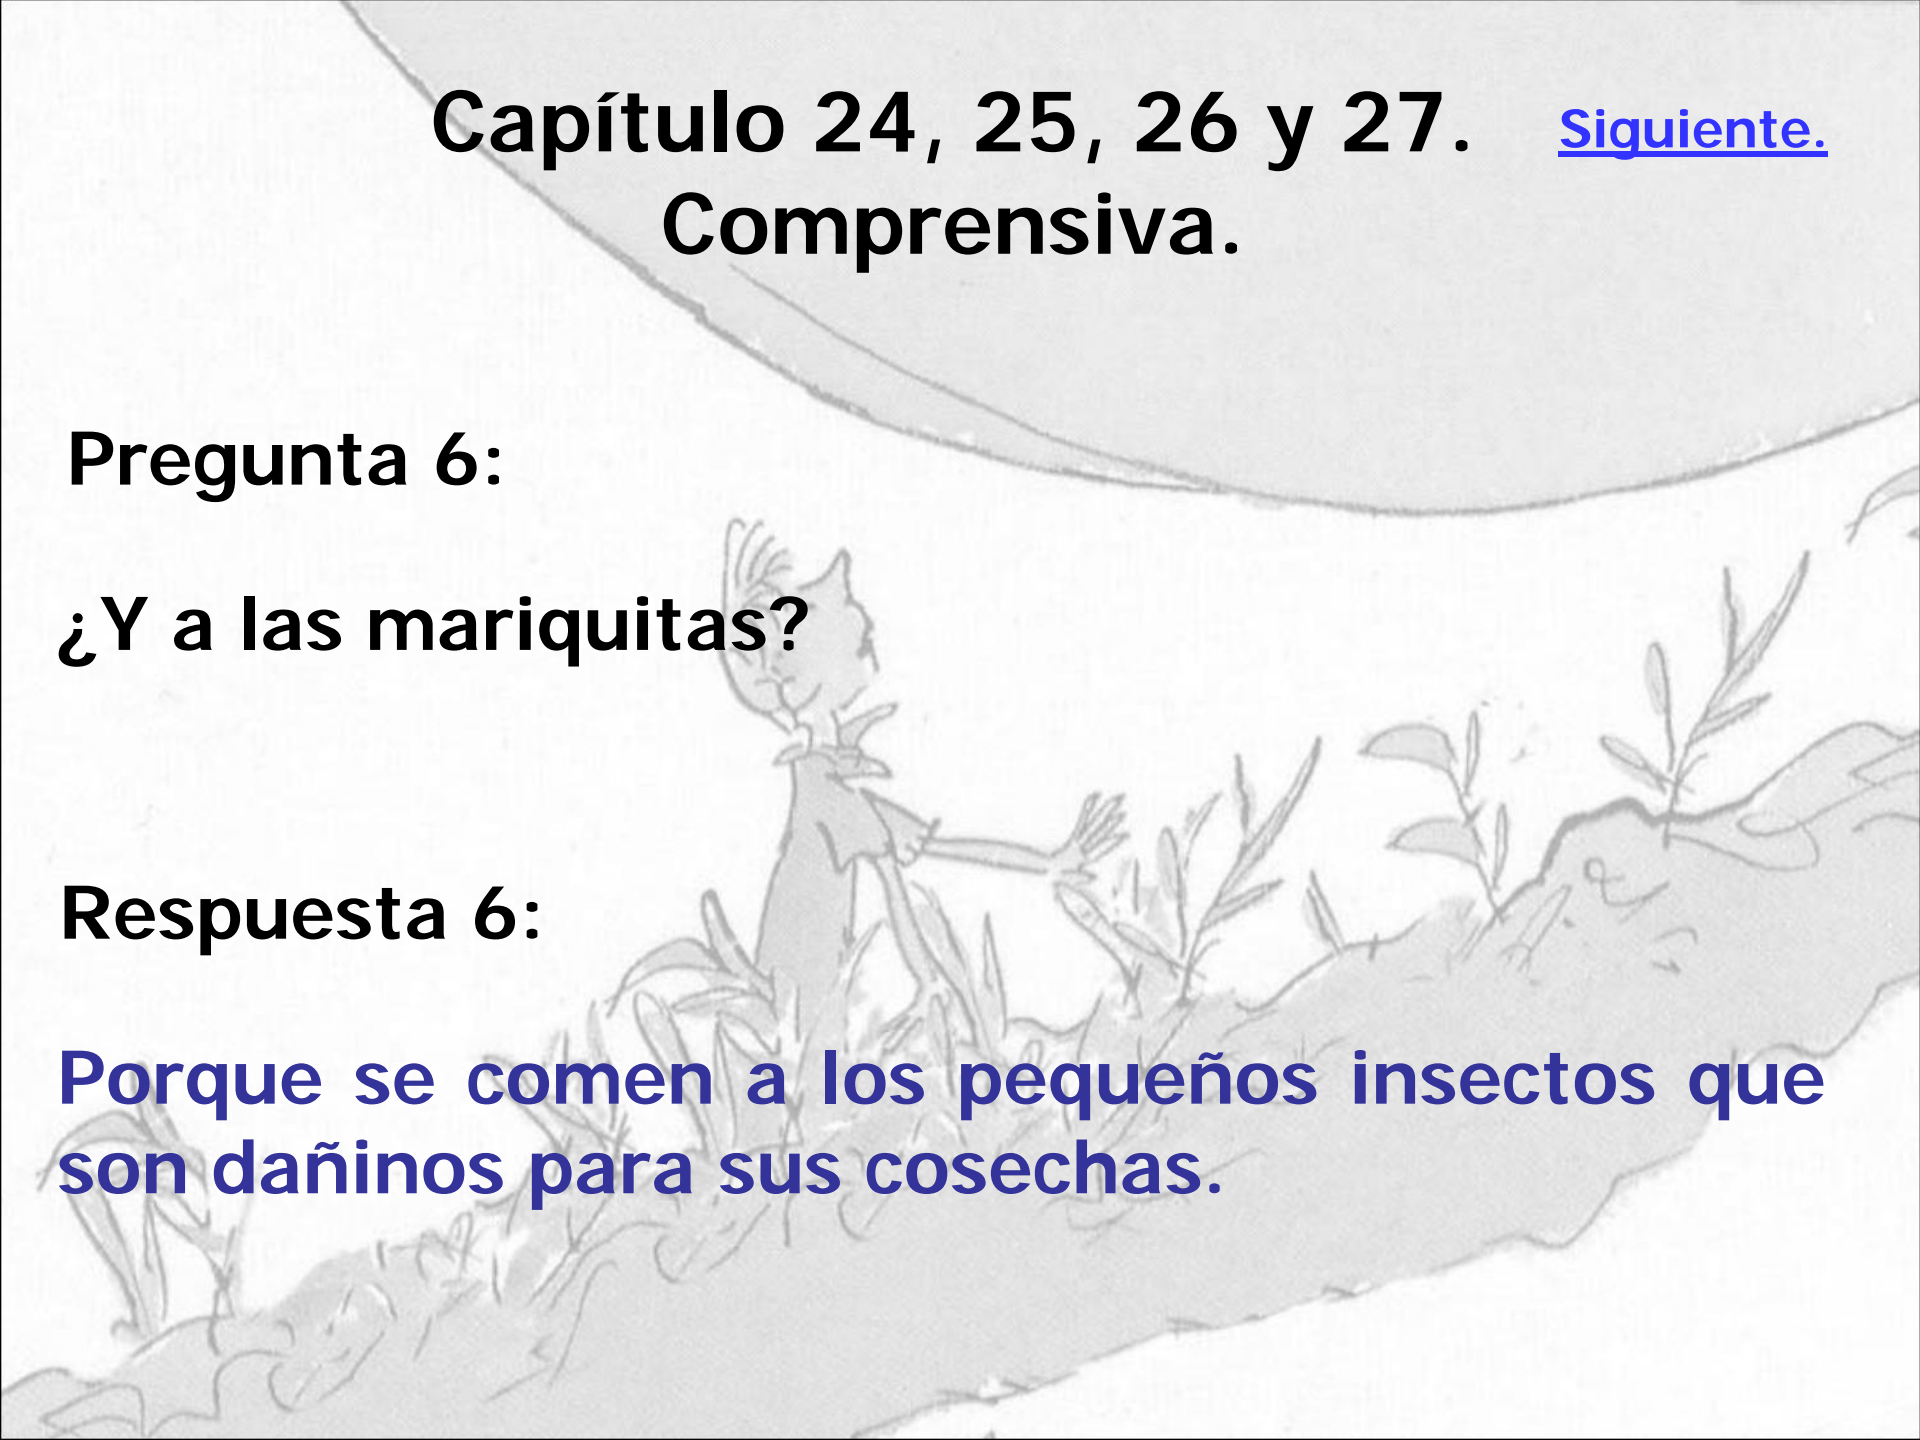 Capítulo 24, 25, 26 y 27. Siguiente.
Comprensiva.
Pregunta 6:
¿Y a las mariquitas?
Respuesta 6:
Porque se comen a los pequeños insectos que
son dañinos para sus cosechas.